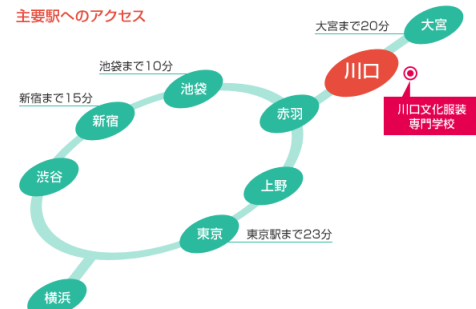 主要駅へのアクセス
大宮まで20分
大宮
川口
池袋まで10分
池袋
川口文化服装
専門学校
新宿まで15分
新宿
赤羽
渋谷
上野
東京
東京駅まで23分
横浜